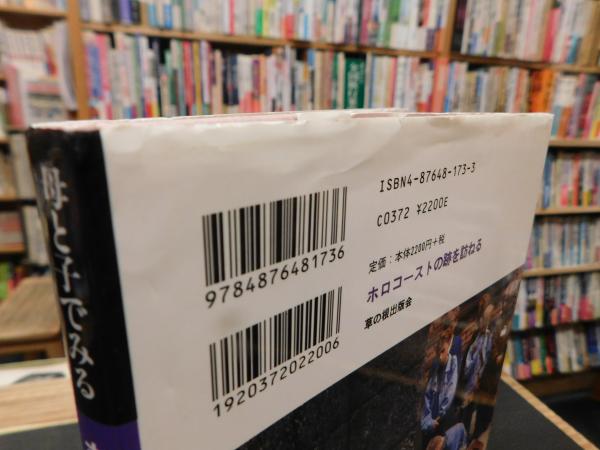 母と子でみる
ISBN4-87648-173-3
C0372 ¥2200E
定価:本体2200円+税
ホロコーストの跡を訪ねる
草の根出版会
9784876481736
1920372022006